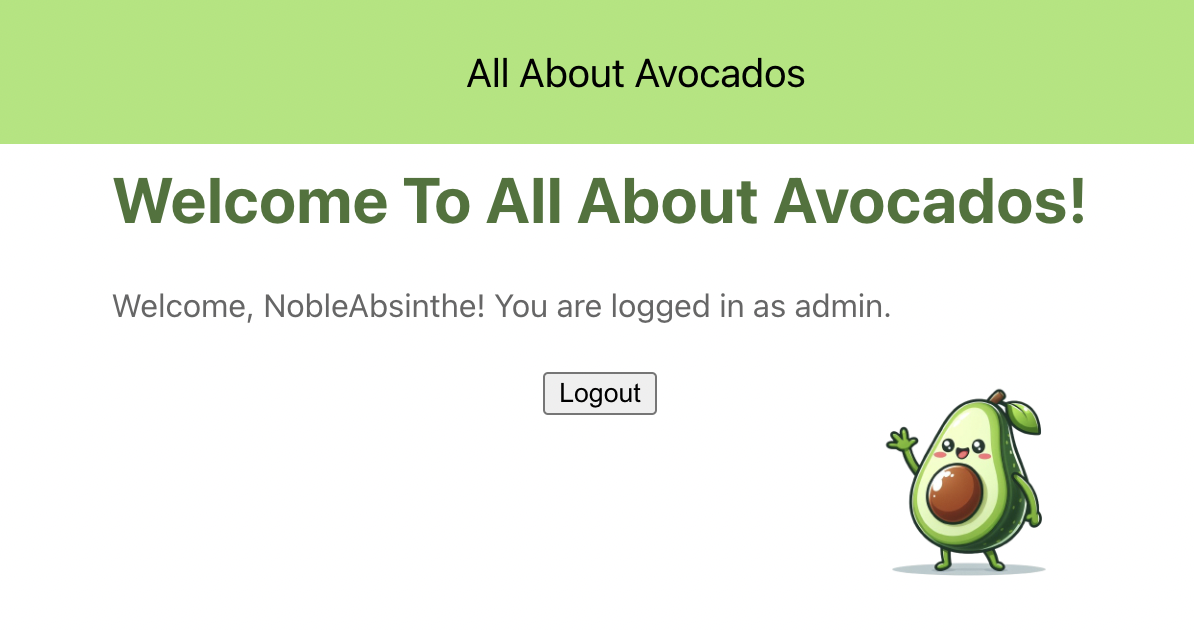 All About Avocados
Welcome To All About Avocados!
Welcome, NobleAbsinthe! You are logged in as admin.
Logout